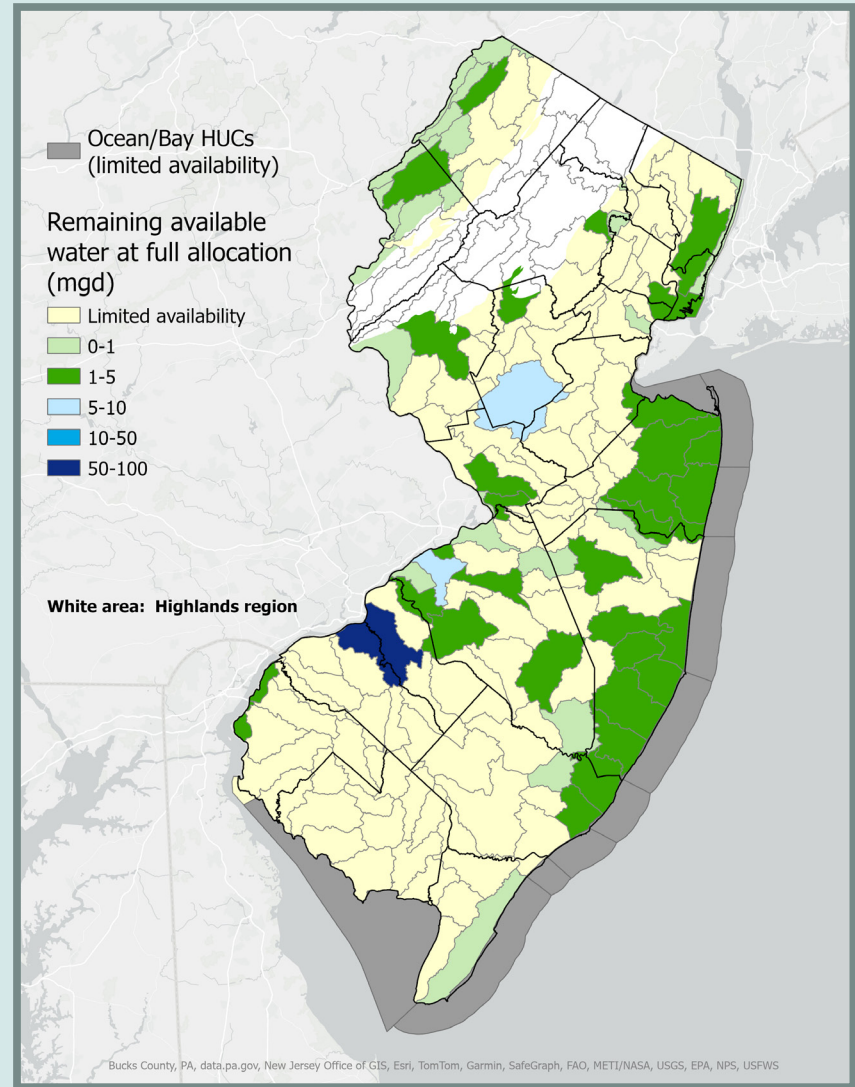 Ocean/Bay HUCs
(limited availability)
Remaining available
water at full allocation
(mgd)
Limited availability
0-1
1-5
5-10
10-50
50-100
White area: Highlands region
Bucks County, PA, data.pa.gov, New Jersey Office of GIS, Esri, TomTom, Garmin, SafeGraph, FAO, METI/NASA, USGS, EPA, NPS, USFWS